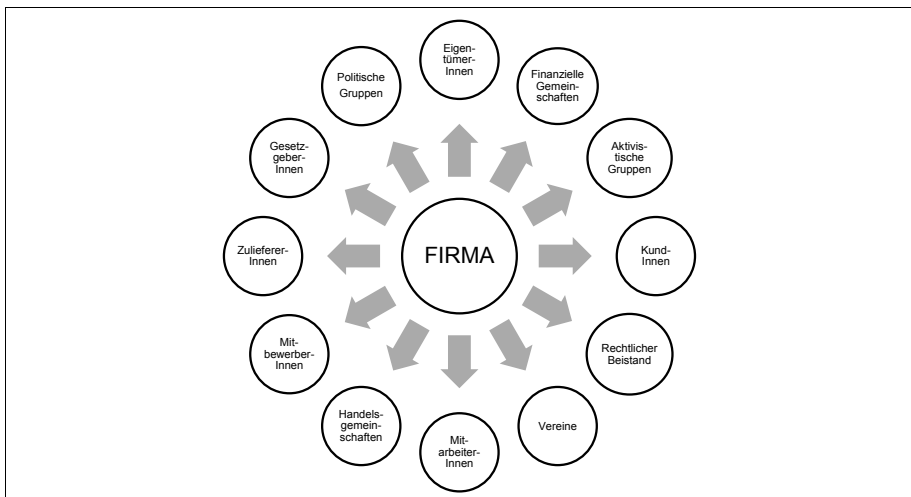 Eigen-
tümer-
Innen
Finanzielle
Gemein-
schaften
Aktivis-
tische
Gruppen
Kund-
Innen
Rechtlicher
Beistand
Vereine
Mit-
arbeiter-
Innen
Handels-
gemein-
schaften
Mit-
bewerber-
Innen
Zulieferer-
Innen
Gesetz-
geber-
Innen
Politische
Gruppen
FIRMA